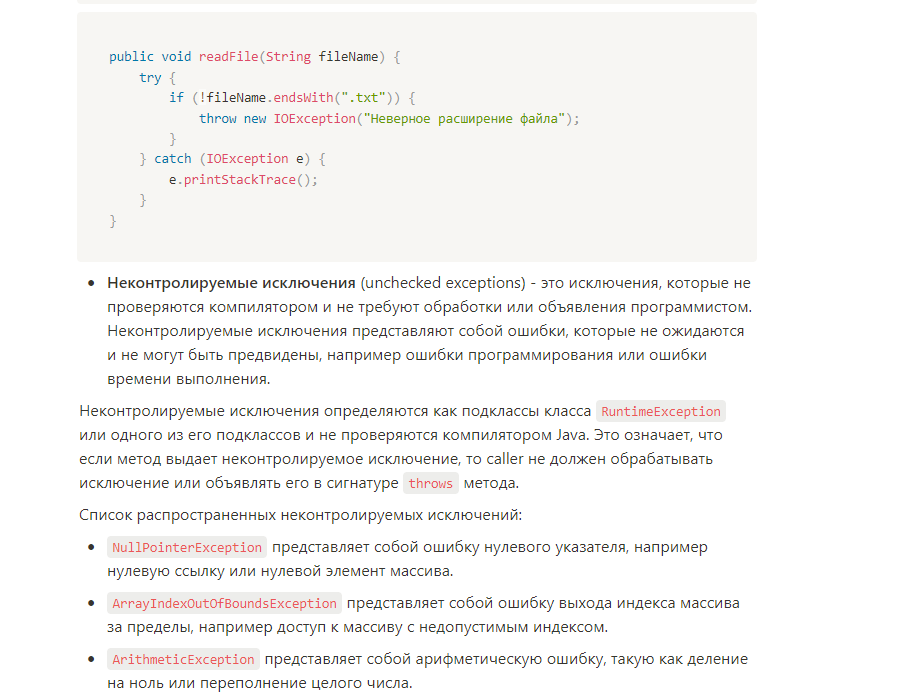 public void readFile(String fileName) {
try {
if (!fileName.endsWith(".txt")) {
throw new IOException("Неверное расширение файла");
}
} catch (IOException e) {
e.printStackTrace();
}
}
• Неконтролируемые исключения (unchecked exceptions) - это исключения, которые не
проверяются компилятором и не требуют обработки или объявления программистом.
Неконтролируемые исключения представляют собой ошибки, которые не ожидаются
и не могут быть предвидены, например ошибки программирования или ошибки
времени выполнения.
Неконтролируемые исключения определяются как подклассы класса RuntimeException
или одного из его подклассов и не проверяются компилятором Java. Это означает, что
если метод выдает неконтролируемое исключение, то caller не должен обрабатывать
исключение или объявлять его в сигнатуре throws метода.
Список распространенных неконтролируемых исключений:
• NullPointerException представляет собой ошибку нулевого указателя, например
нулевую ссылку или нулевой элемент массива.
• ArrayIndexOutOfBoundsException представляет собой ошибку выхода индекса массива
за пределы, например доступ к массиву с недопустимым индексом.
• ArithmeticException представляет собой арифметическую ошибку, такую как деление
на ноль или переполнение целого числа.